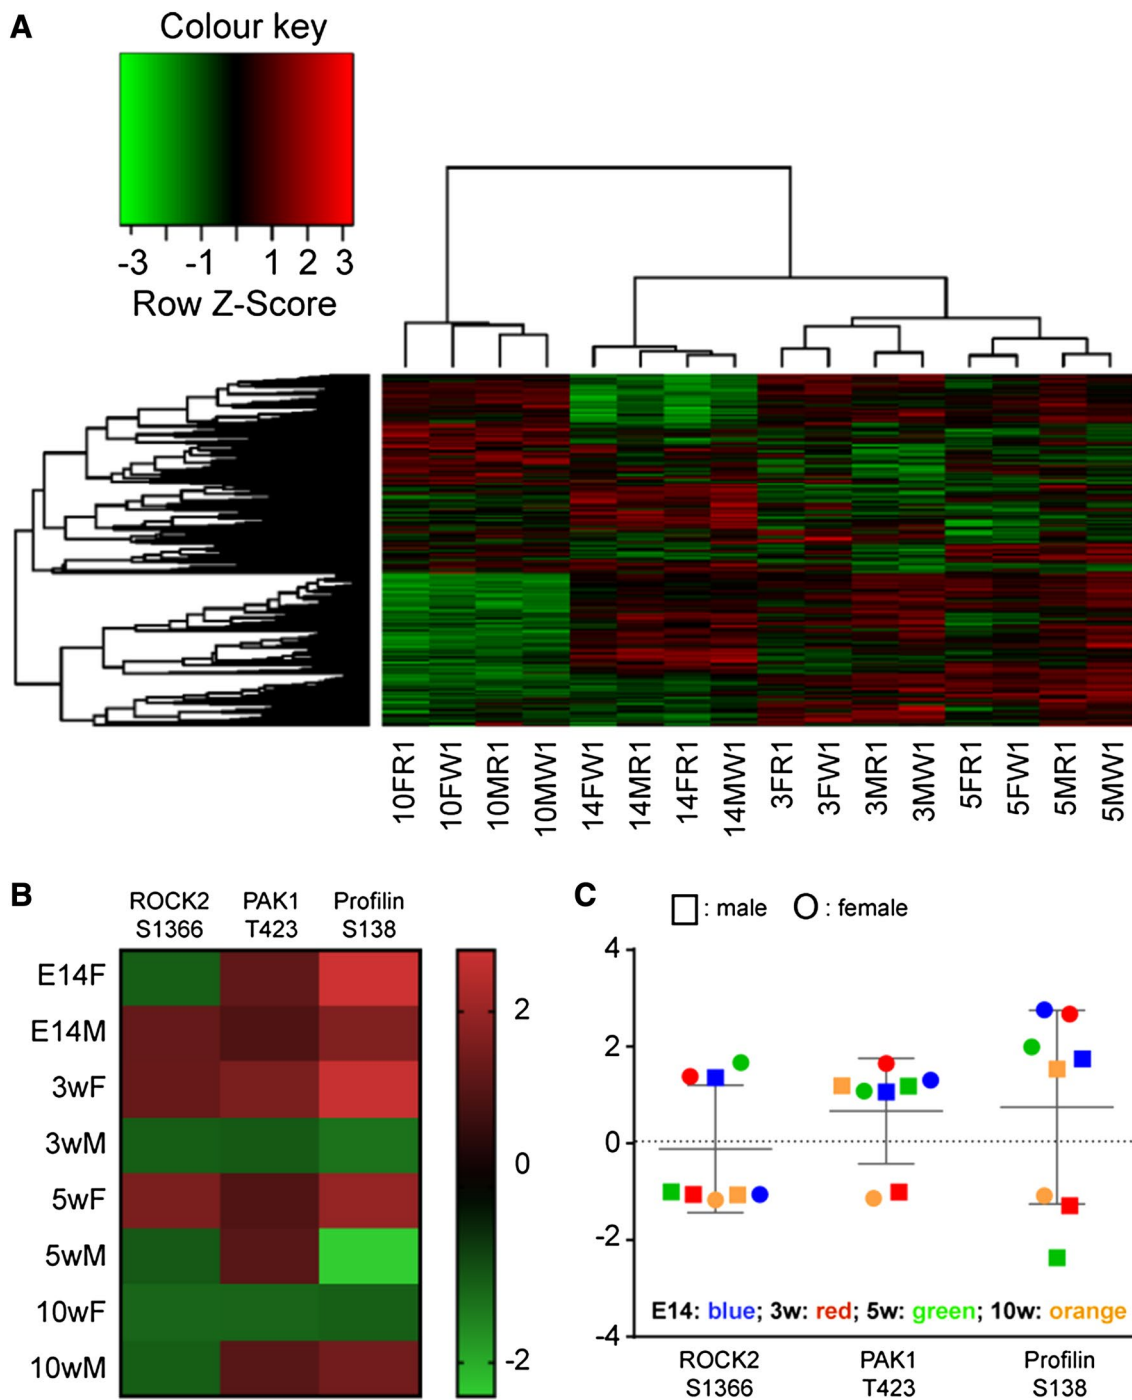 A
Colour key
-3 -1 1 2 3
Row Z-Score
10FR1
10FW1
10MR1
10MW1
14FW1
14MR1
14FR1
14MW1
3FR1
3FW1
3MR1
3MW1
5FR1
5FW1
5MR1
5MW1
B
ROCK2 PAK1 Profilin
S1366 T423 S138
E14F
E14M
3wF
3wM
5wF
5wM
10wF
10wM
2
0
-2
C
: male : female
4
2
0
-2
-4
E14: blue; 3w: red; 5w: green; 10w: orange
ROCK2 PAK1 Profilin
S1366 T423 S138